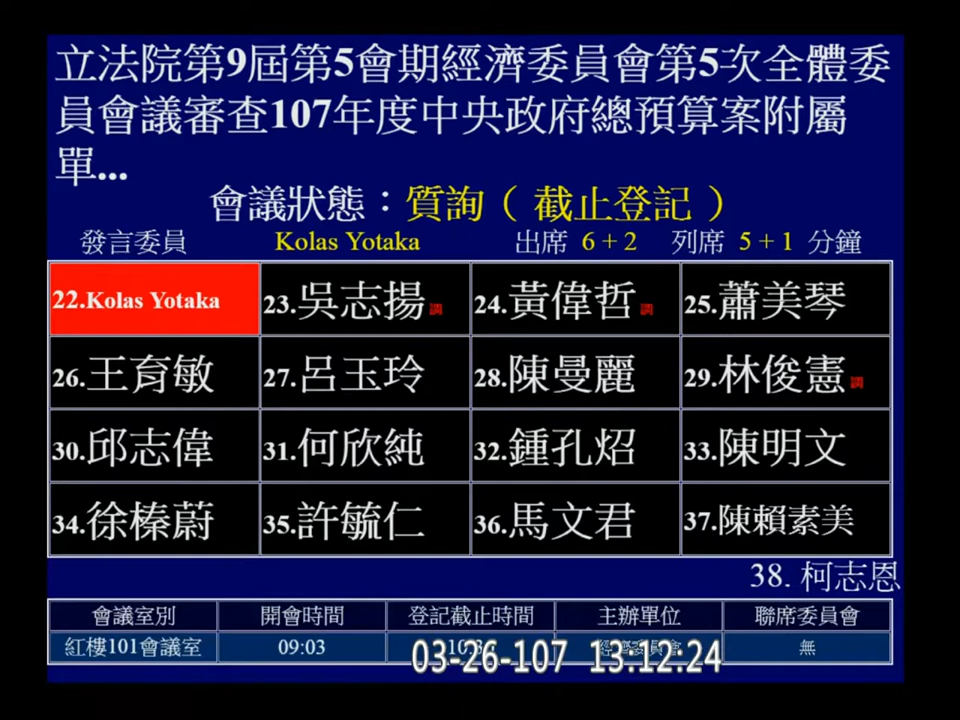 立法院第9屆第5會期經濟委員會第5次全體委
員會議審查107年度中央政府總預算案附屬
單...
會議狀態：質詢（截止登記）
發言委員 Kolas Yotaka 出席 6 + 2 列席 5 + 1 分鐘
22.Kolas Yotaka 23.吳志揚 24.黃偉哲 25.蕭美琴
26.王育敏 27.呂玉玲 28.陳曼麗 29.林俊憲
30.邱志偉 31.何欣純 32.鍾孔炤 33.陳明文
34.徐榛蔚 35.許毓仁 36.馬文君 37.陳賴素美
38. 柯志恩
會議室別 開會時間 登記截止時間 主辦單位 聯席委員會
紅樓101會議室 09:03 經濟委員會 無
03-26-107 13:12:24